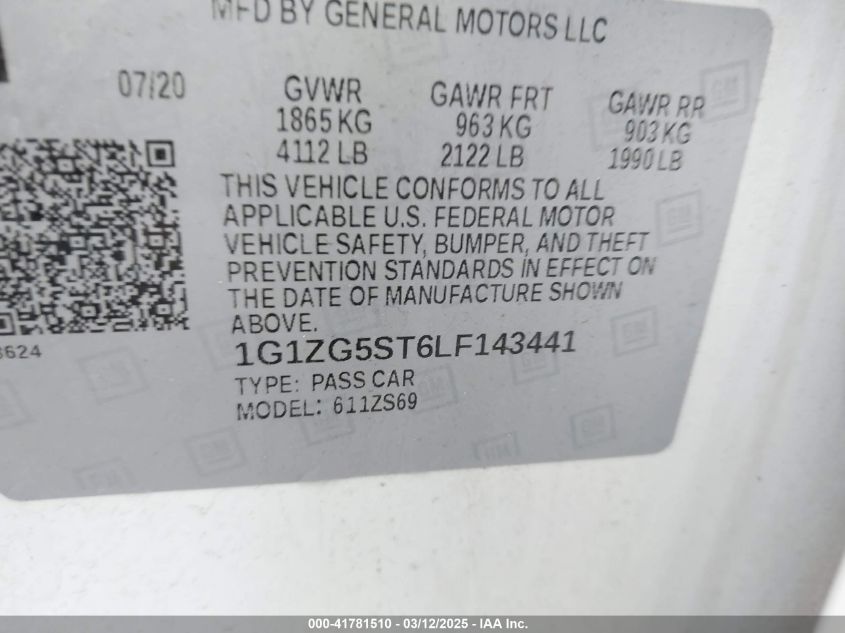 MFD BY GENERAL MOTORS LLC
07/20 GVWR GAWR FRT GAWR RR
1865 KG 963 KG 903 KG
4112 LB 2122 LB 1990 LB
THIS VEHICLE CONFORMS TO ALL
APPLICABLE U.S. FEDERAL MOTOR
VEHICLE SAFETY, BUMPER, AND THEFT
PREVENTION STANDARDS IN EFFECT ON
THE DATE OF MANUFACTURE SHOWN
ABOVE.
1G1ZG5ST6LF143441
TYPE: PASS CAR
MODEL: 611ZS69
000-41781510 - 03/12/2025 - IAA Inc.